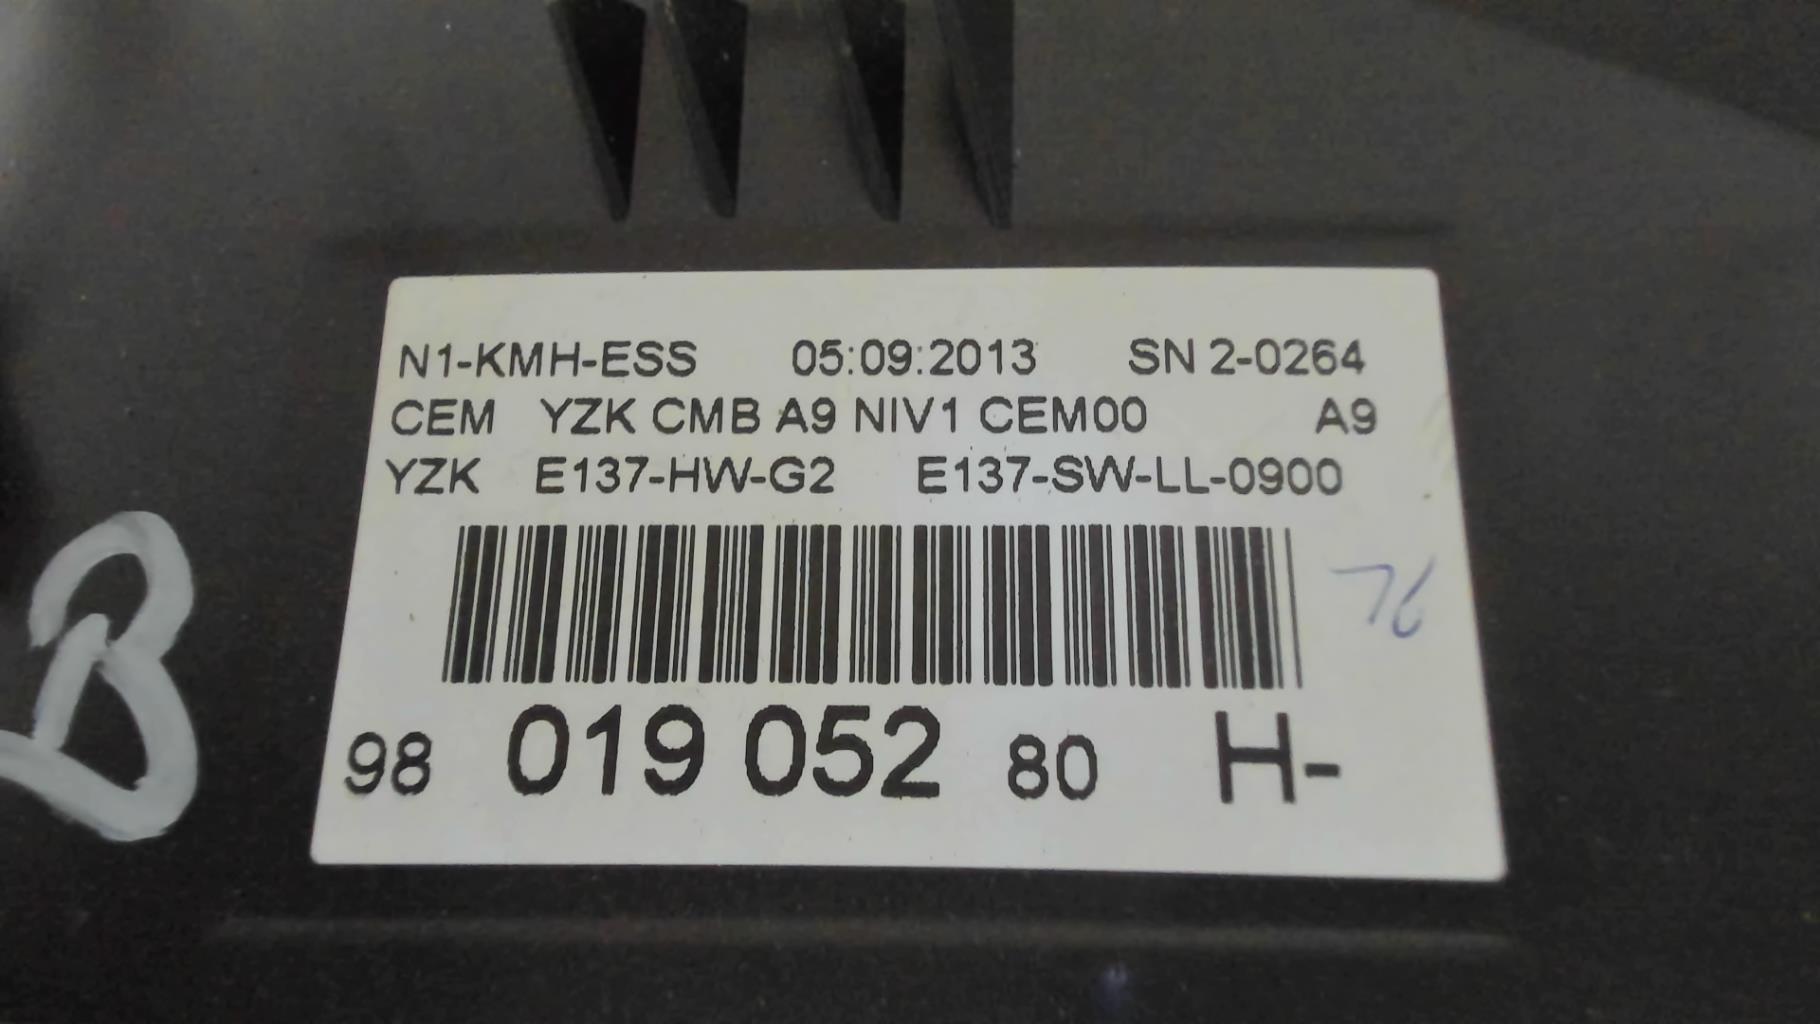 N1-KMH-ESS 05:09:2013 SN 2-0264
CEM YZK CMB A9 NIV1 CEM00 A9
YZK E137-HW-G2 E137-SW-LL-0900
98 019 052 80 H-
B